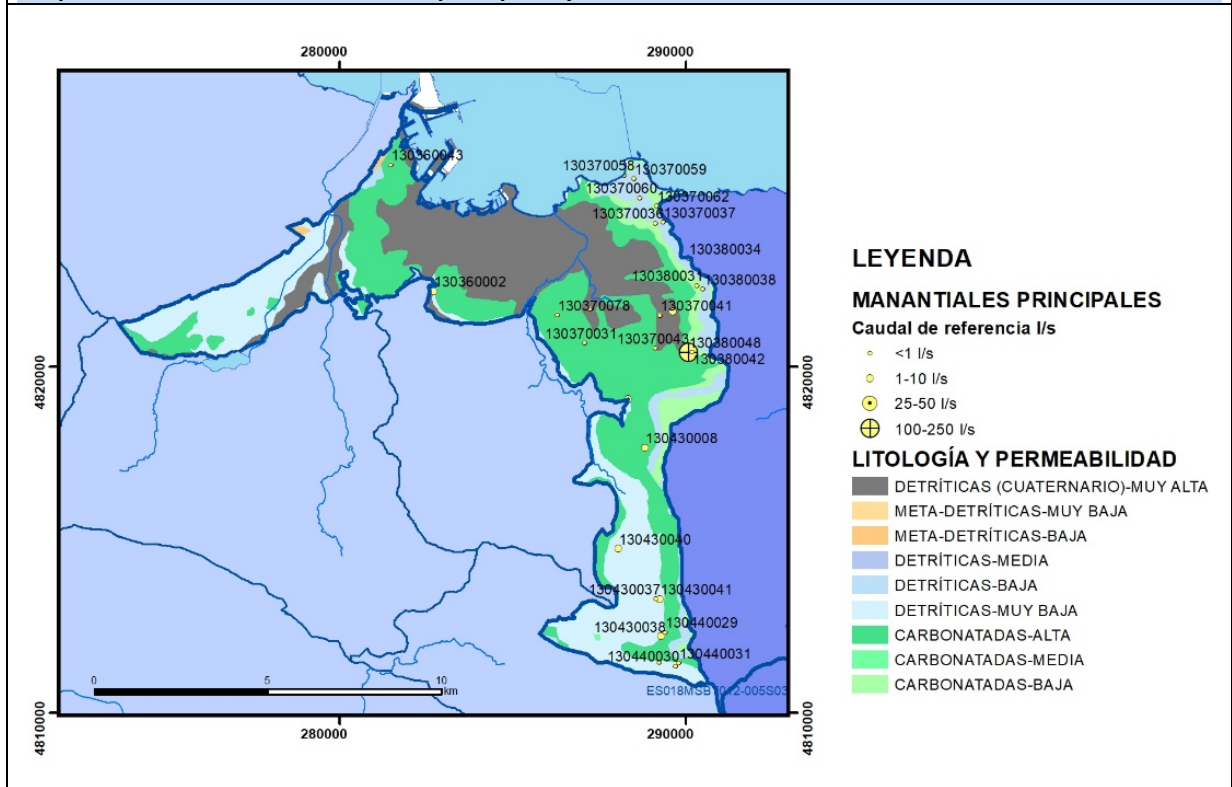 280000
290000
130360043
130370058
130370059
130370060
130370062
130370036
130370037
130380034
130380031
130380038
130360002
130370078
130370041
130370031
130370043
130380048
130380042
4820000
4820000
130430008
130430040
130430037
130430041
130430038
130440029
130440030
130440031
0
5
10
km
4810000
4810000
280000
290000
LEYENDA
MANANTIALES PRINCIPALES
Caudal de referencia l/s
<1 l/s
1-10 l/s
25-50 l/s
100-250 l/s
LITOLOGÍA Y PERMEABILIDAD
DETRÍTICAS (CUATERNARIO)-MUY ALTA
META-DETRÍTICAS-MUY BAJA
META-DETRÍTICAS-BAJA
DETRÍTICAS-MEDIA
DETRÍTICAS-BAJA
DETRÍTICAS-MUY BAJA
CARBONATADAS-ALTA
CARBONATADAS-MEDIA
CARBONATADAS-BAJA